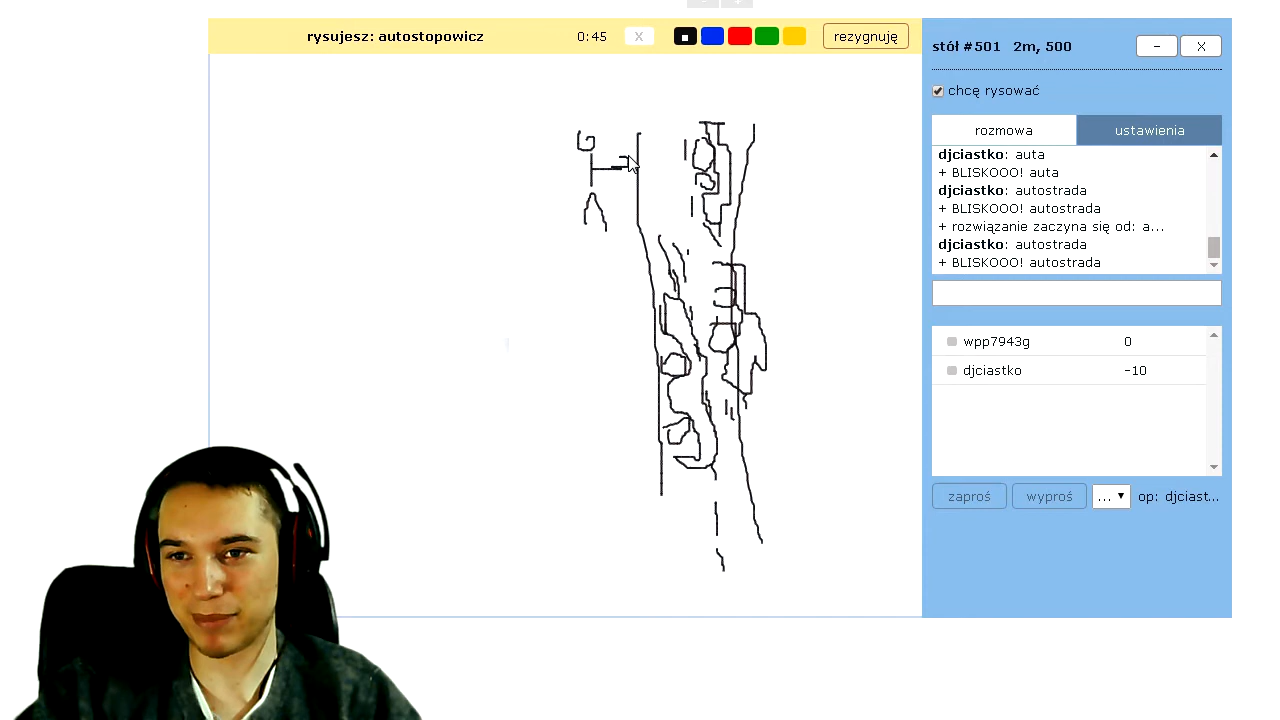 rysujesz: autostopowicz 0:45 X rezygnuję
stół #501 2m, 500 – X
chcę rysować
rozmowa ustawienia
djciastko: auta
+ BLISKOOO! auta
djciastko: autostrada
+ BLISKOOO! autostrada
+ rozwiązanie zaczyna się od: a...
djciastko: autostrada
+ BLISKOOO! autostrada
wpp7943g 0
djciastko -10
zaproś wyproś ... op: djciast...